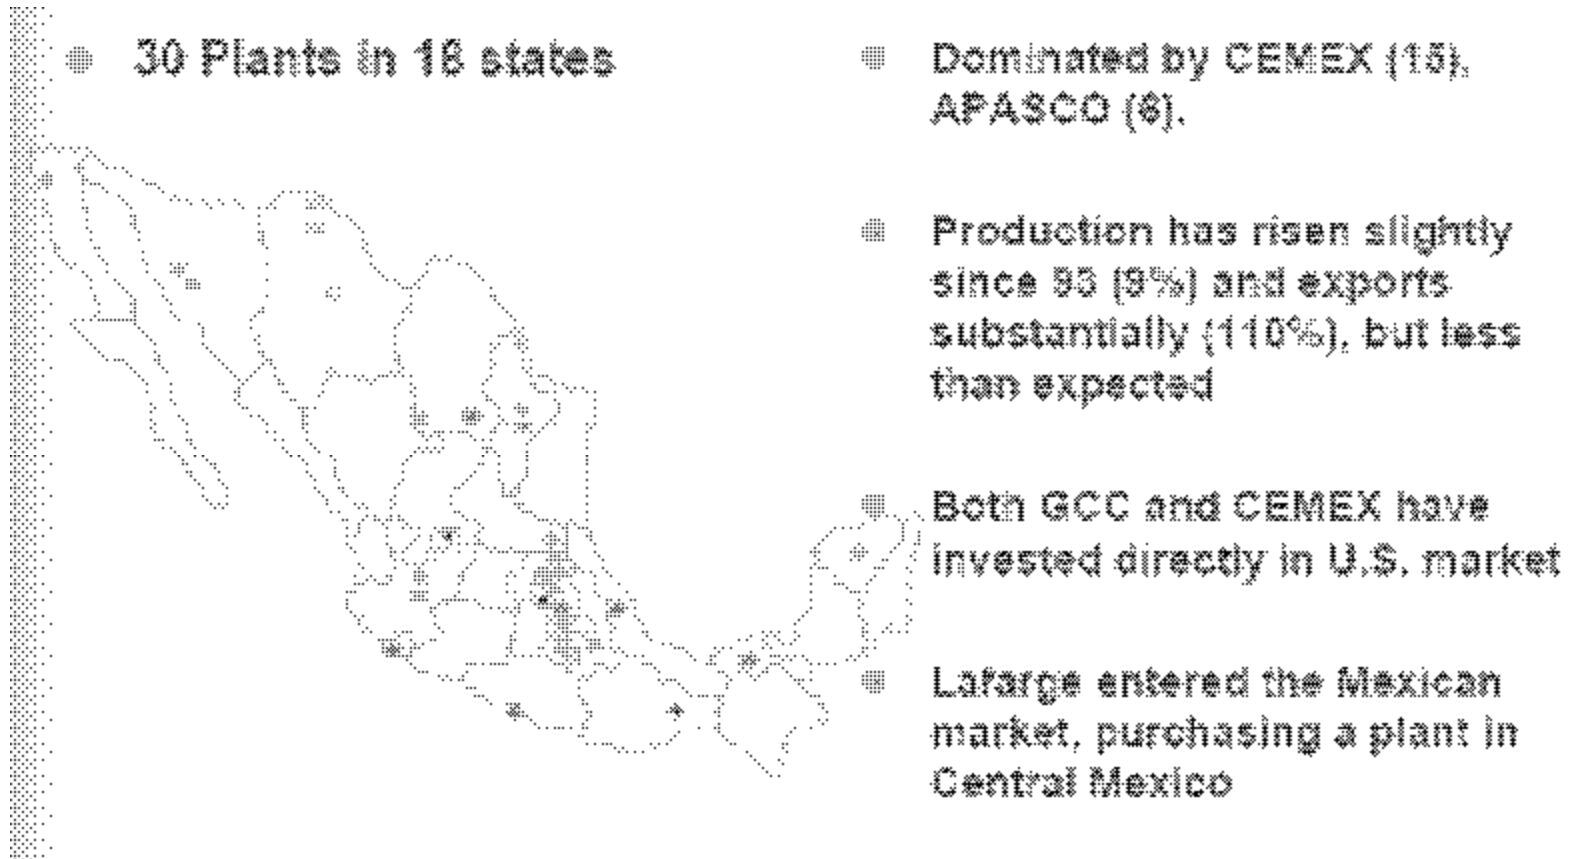 30 Plants in 18 states
Dominated by CEMEX (15),
APASCO (6).
Production has risen slightly
since 93 (9%) and exports
substantially (110%), but less
than expected
Both GCC and CEMEX have
invested directly in U.S. market
Lafarge entered the Mexican
market, purchasing a plant in
Central Mexico